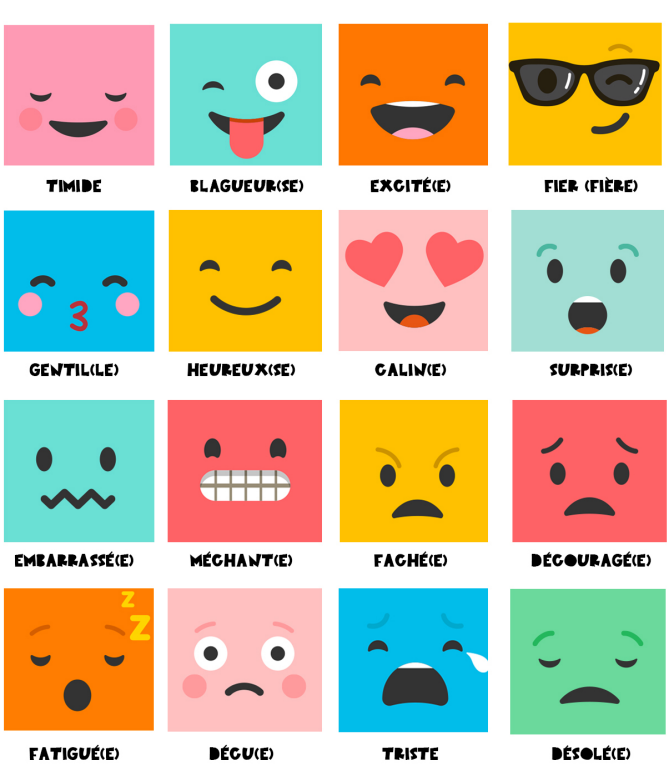 TIMIDE BLAGUEUR(SE) EXCITÉ(E) FIER (FIÈRE)
GENTIL(LE) HEUREUX(SE) CALIN(E) SURPRIS(E)
EMBARRASSÉ(E) MÉCHANT(E) FACHÉ(E) DÉCOURAGÉ(E)
Z
Z
FATIGUÉ(E) DÉCU(E) TRISTE DÉSOLÉ(E)